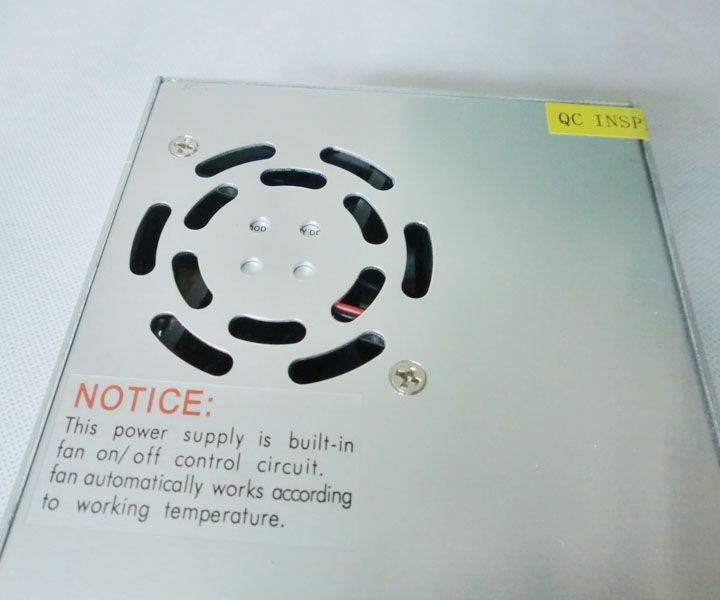 QC INSP
NOTICE:
This power supply is built-in
fan on/off control circuit.
fan automatically works according
to working temperature.